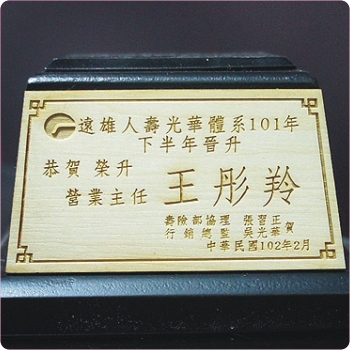 遠雄人壽光華體系101年
下半年晉升
恭賀 榮升
營業主任 王彤羚
壽險部協理 張習正
行銷總監 吳光華 賀
中華民國102年2月